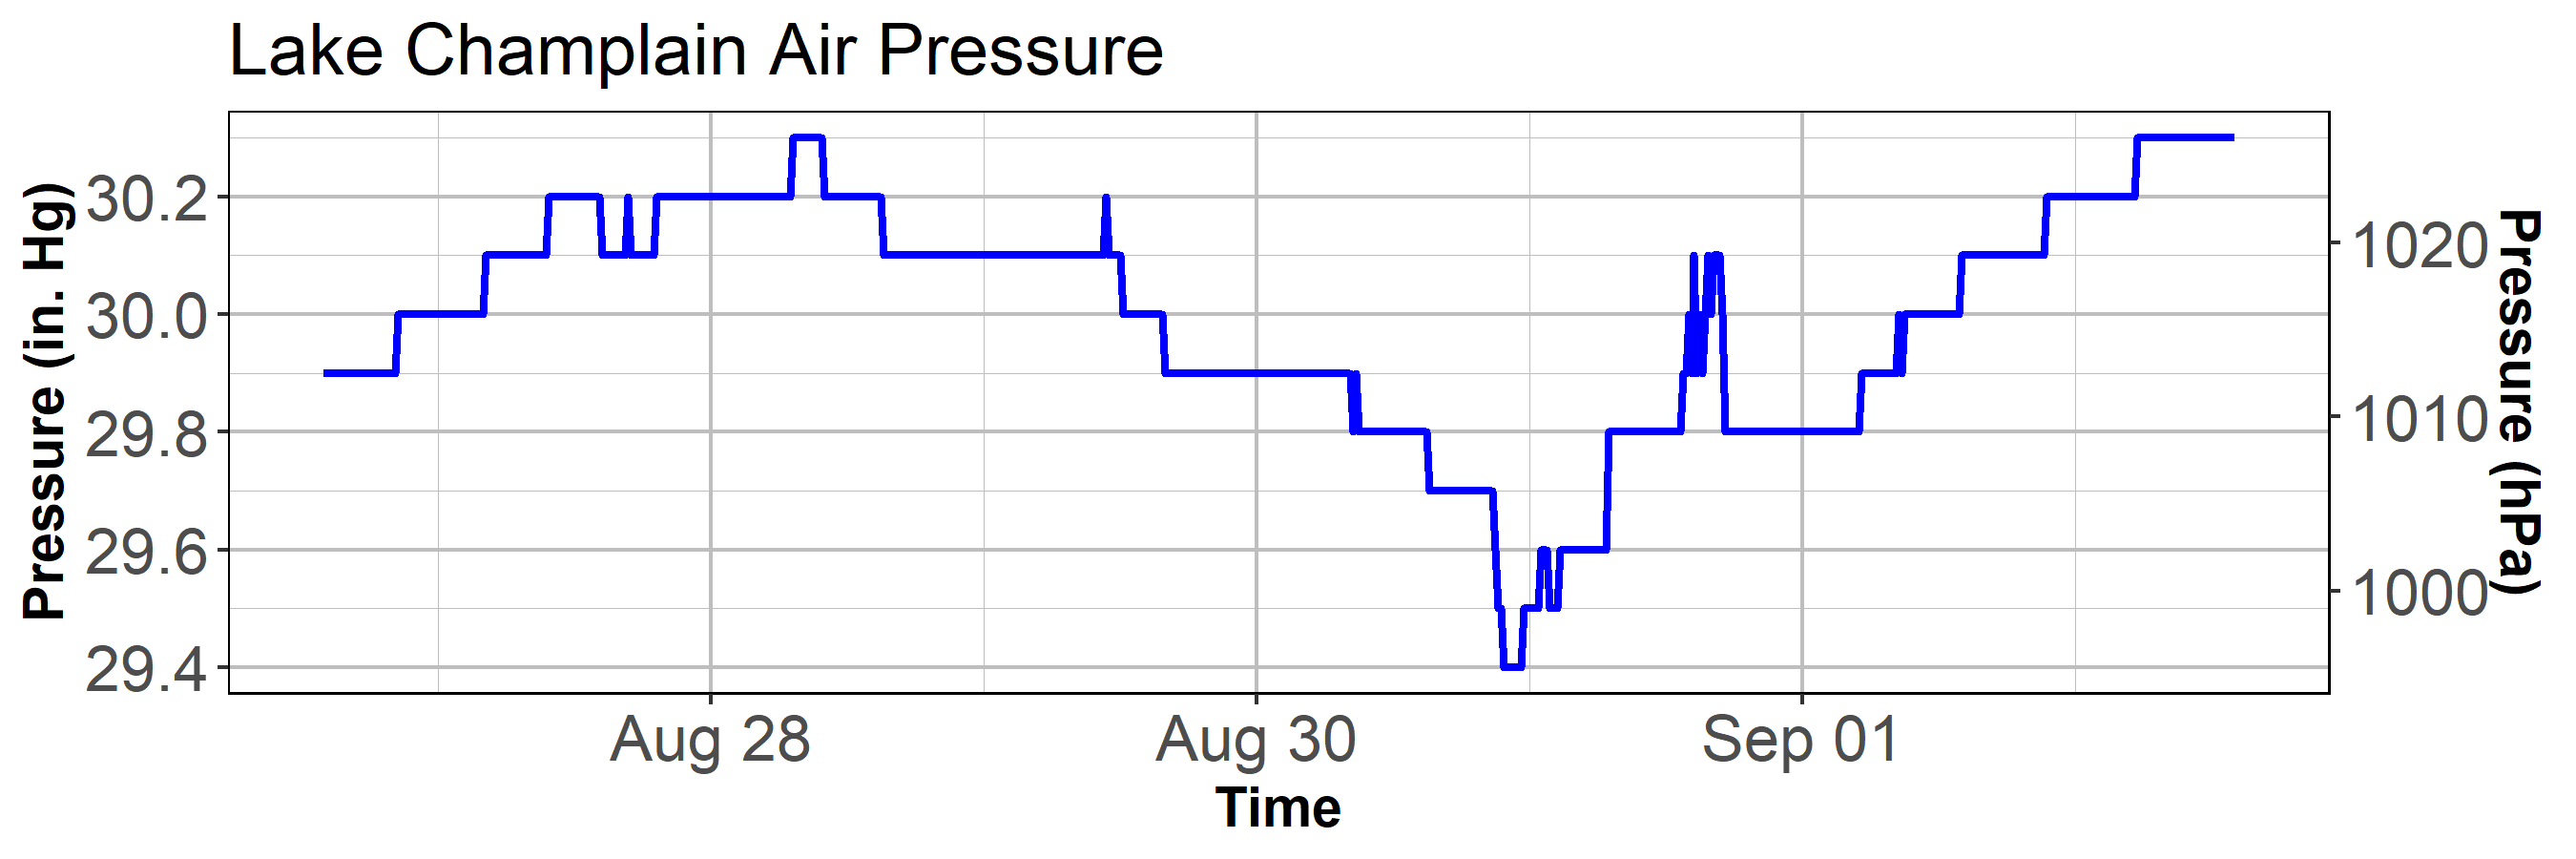 Lake Champlain Air Pressure
Pressure (in. Hg)
30.2
30.0
29.8
29.6
29.4
1020
1010
1000
Pressure (hPa)
Aug 28
Aug 30
Sep 01
Time